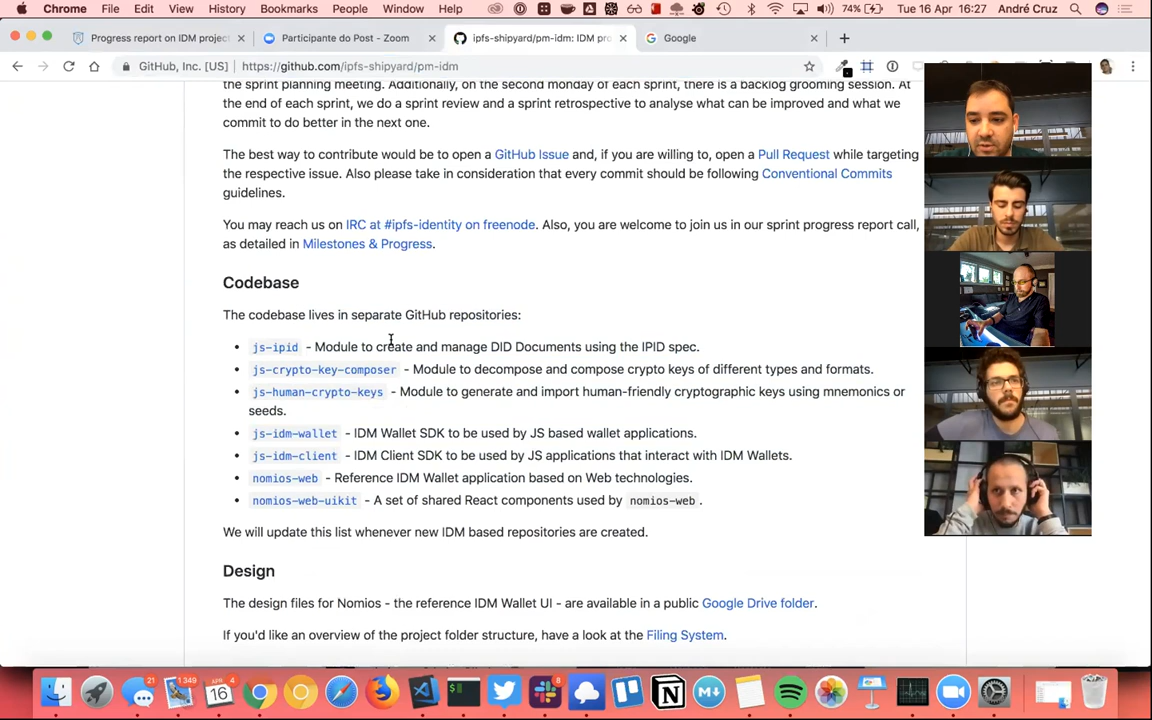 Chrome File Edit View History Bookmarks People Window Help 74% Tue 16 Apr 16:27 André Cruz
Progress report on IDM project
Participante do Post - Zoom
ipfs-shipyard/pm-idm: IDM pro
Google
GitHub, Inc. [US] https://github.com/ipfs-shipyard/pm-idm
the sprint planning meeting. Additionally, on the second monday of each sprint, there is a backlog grooming session. At
the end of each sprint, we do a sprint review and a sprint retrospective to analyse what can be improved and what we
commit to do better in the next one.
The best way to contribute would be to open a GitHub Issue and, if you are willing to, open a Pull Request while targeting
the respective issue. Also please take in consideration that every commit should be following Conventional Commits
guidelines.
You may reach us on IRC at #ipfs-identity on freenode. Also, you are welcome to join us in our sprint progress report call,
as detailed in Milestones & Progress.
Codebase
The codebase lives in separate GitHub repositories:
js-ipid - Module to create and manage DID Documents using the IPID spec.
js-crypto-key-composer - Module to decompose and compose crypto keys of different types and formats.
js-human-crypto-keys - Module to generate and import human-friendly cryptographic keys using mnemonics or
seeds.
js-idm-wallet - IDM Wallet SDK to be used by JS based wallet applications.
js-idm-client - IDM Client SDK to be used by JS applications that interact with IDM Wallets.
nomios-web - Reference IDM Wallet application based on Web technologies.
nomios-web-uikit - A set of shared React components used by nomios-web.
We will update this list whenever new IDM based repositories are created.
Design
The design files for Nomios - the reference IDM Wallet UI - are available in a public Google Drive folder.
If you'd like an overview of the project folder structure, have a look at the Filing System.
21 1349 4 8
16